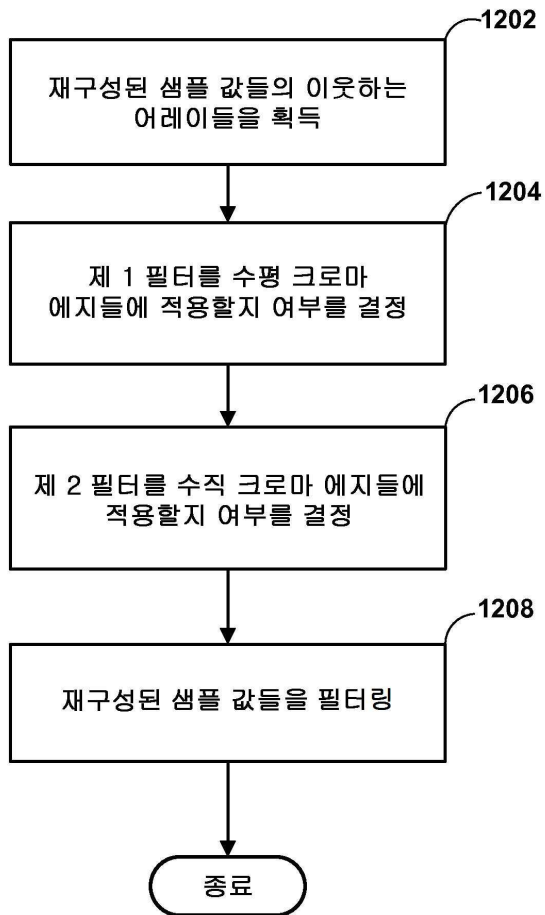 1202
재구성된 샘플 값들의 이웃하는
어레이들을 획득
1204
제 1 필터를 수평 크로마
에지들에 적용할지 여부를 결정
1206
제 2 필터를 수직 크로마 에지들에
적용할지 여부를 결정
1208
재구성된 샘플 값들을 필터링
종료